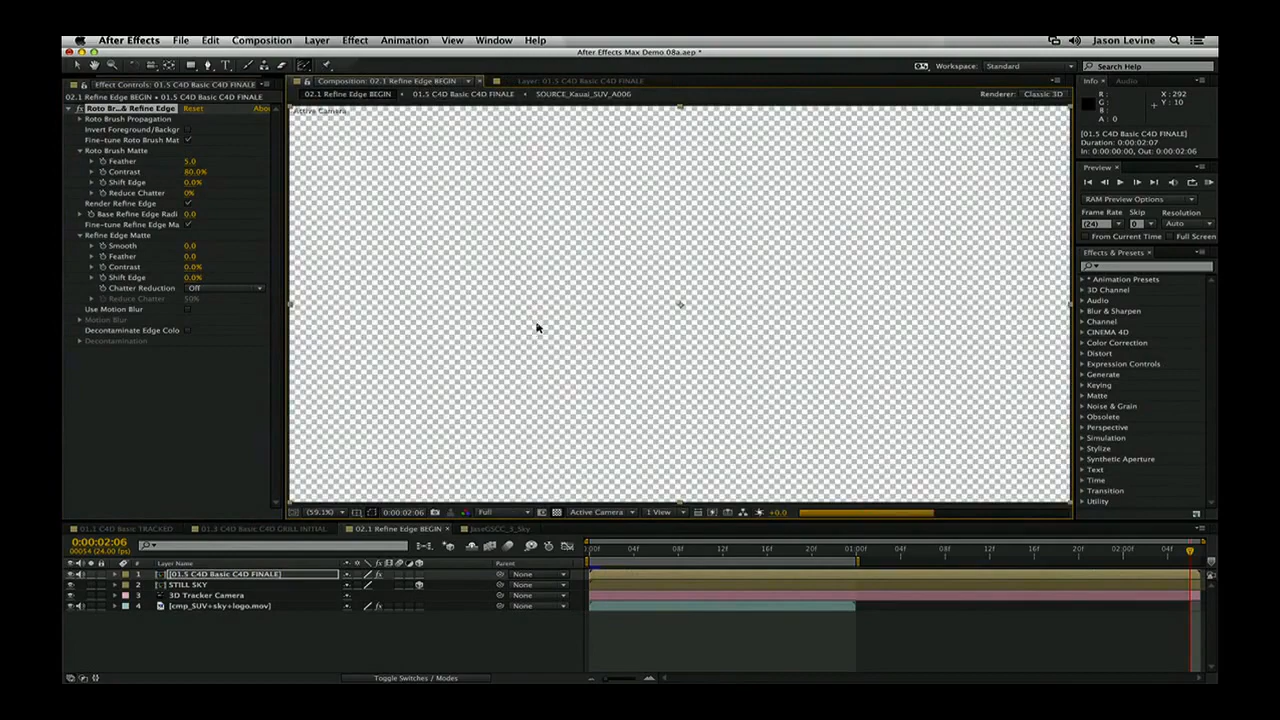 After Effects File Edit Composition Layer Effect Animation View Window Help Jason Levine
After Effects Max Demo 08a.aep *
Workspace: Standard Search Help
Effect Controls: 01.5 C4D BASIC C4D FINALE Composition: 02.1 Refine Edge BEGIN Layer: 01.5 C4D Basic C4D FINALE Info Audio
02.1 Refine Edge BEGIN • 01.5 C4D Basic C4D FINALE
02.1 Refine Edge BEGIN 01.5 C4D Basic C4D FINALE SOURCE_Kauai_SUV_A006 Renderer: Classic 3D
fx Roto Br...& Refine Edge Reset Abo
Active Camera
R: X: 292
G: Y: 10
B:
A: 0
Roto Brush Propagation
Invert Foreground/Backgr
Fine-tune Roto Brush Mat
Roto Brush Matte
Feather 5.0
Contrast 80.0%
Shift Edge 0.0%
Reduce Chatter 0%
Render Refine Edge
Base Refine Edge Radi 0.0
Fine-tune Refine Edge Ma
Refine Edge Matte
Smooth 0.0
Feather 0.0
Contrast 0.0%
Shift Edge 0.0%
Chatter Reduction Off
Reduce Chatter 50%
Use Motion Blur
Motion Blur
Decontaminate Edge Colo
Decontamination
[01.5 C4D Basic C4D FINALE]
Duration: 0:00:02:07
In: 0:00:00:00, Out: 0:00:02:06
Preview
RAM Preview Options
Frame Rate Skip Resolution
(24) 0 Auto
From Current Time Full Screen
Effects & Presets
* Animation Presets
3D Channel
Audio
Blur & Sharpen
Channel
CINEMA 4D
Color Correction
Distort
Expression Controls
Generate
Keying
Matte
Noise & Grain
Obsolete
Perspective
Simulation
Stylize
Synthetic Aperture
Text
Time
Transition
Utility
(59.1%) 0:00:02:06 Full Active Camera 1 View +0.0
01.1 C4D Basic TRACKED 01.3 C4D GRILL INITIAL 02.1 Refine Edge BEGIN JaseGSCC_3_Sky
0:00:02:06
00054 (24.00 fps)
:00f 04f 08f 12f 16f 20f 01:00f 04f 08f 12f 16f 20f 02:00f 04f
# Layer Name Parent
1 [01.5 C4D Basic C4D FINALE] fx None
2 STILL SKY None
3 3D Tracker Camera None
4 [cmp_SUV+sky+logo.mov] fx None
Toggle Switches / Modes